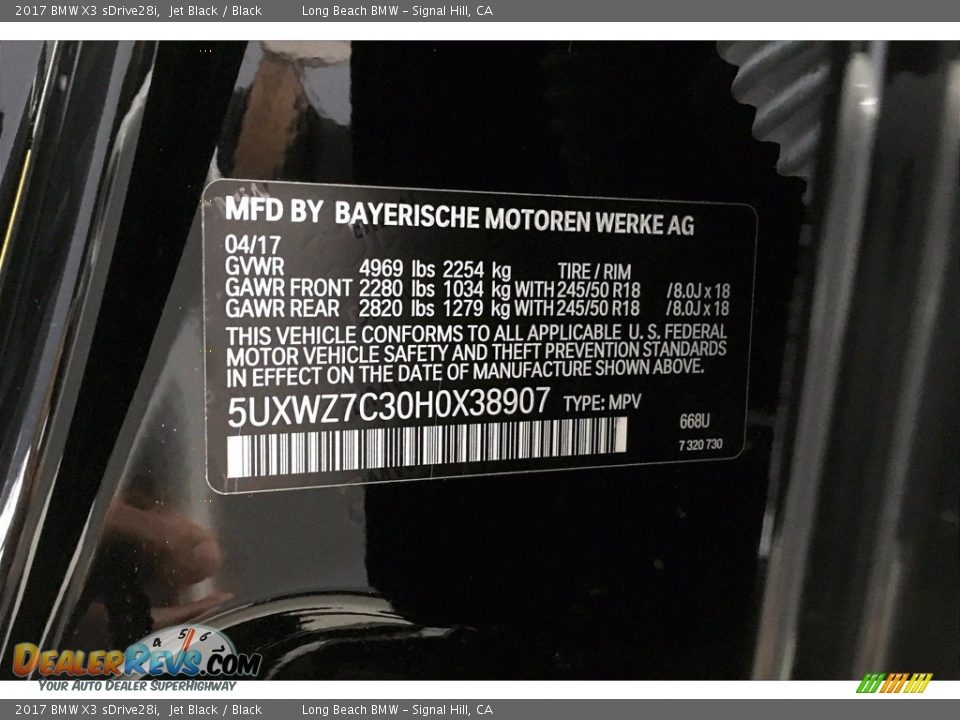 2017 BMW X3 sDrive28i, Jet Black / Black Long Beach BMW - Signal Hill, CA
MFD BY BAYERISCHE MOTOREN WERKE AG
04/17
GVWR 4969 lbs 2254 kg TIRE / RIM
GAWR FRONT 2280 lbs 1034 kg WITH 245/50 R18 /8.0J x 18
GAWR REAR 2820 lbs 1279 kg WITH 245/50 R18 /8.0J x 18
THIS VEHICLE CONFORMS TO ALL APPLICABLE U. S. FEDERAL
MOTOR VEHICLE SAFETY AND THEFT PREVENTION STANDARDS
IN EFFECT ON THE DATE OF MANUFACTURE SHOWN ABOVE.
5UXWZ7C30H0X38907 TYPE: MPV
668U
7 320 730
4 5 6
DEALERREVS.COM
YOUR AUTO DEALER SUPERHIGHWAY
2017 BMW X3 sDrive28i, Jet Black / Black Long Beach BMW - Signal Hill, CA